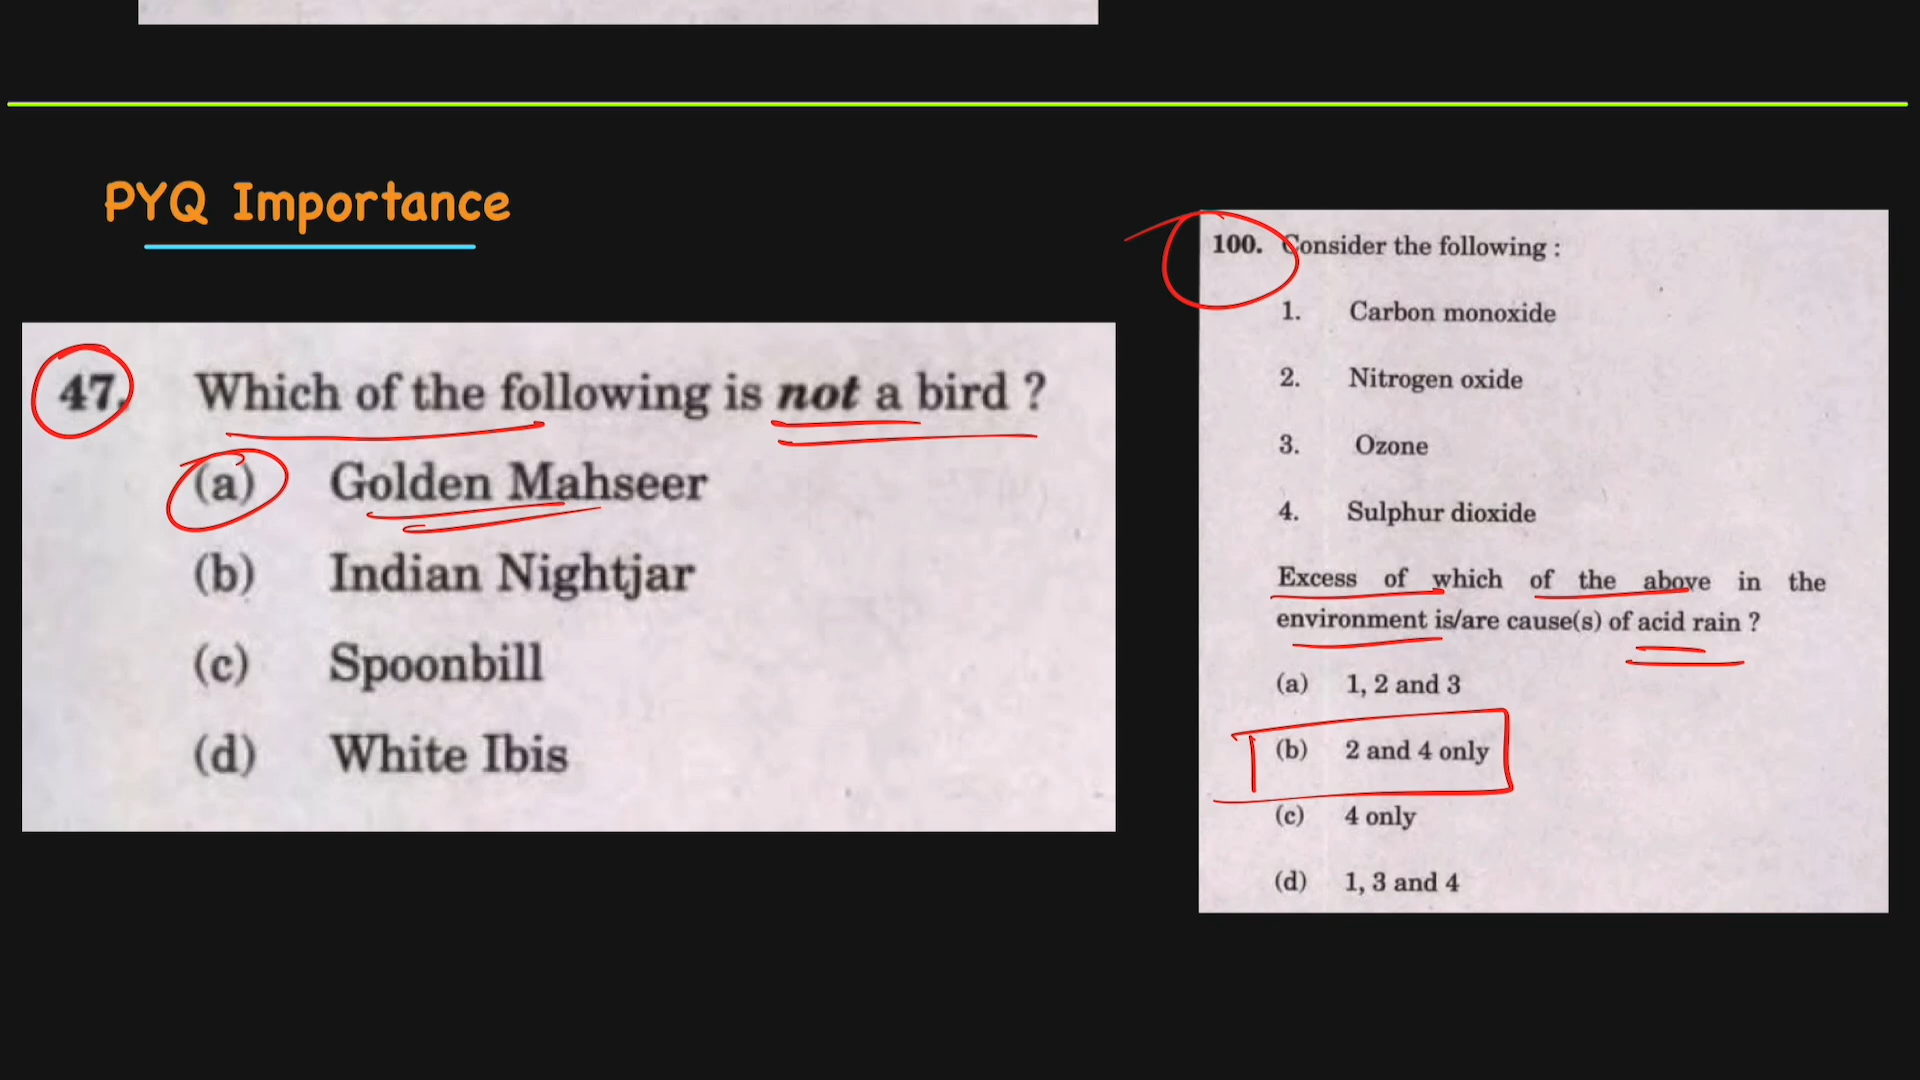 PYQ Importance
47. Which of the following is not a bird ?
(a) Golden Mahseer
(b) Indian Nightjar
(c) Spoonbill
(d) White Ibis
100. Consider the following :
1. Carbon monoxide
2. Nitrogen oxide
3. Ozone
4. Sulphur dioxide
Excess of which of the above in the
environment is/are cause(s) of acid rain ?
(a) 1, 2 and 3
(b) 2 and 4 only
(c) 4 only
(d) 1, 3 and 4